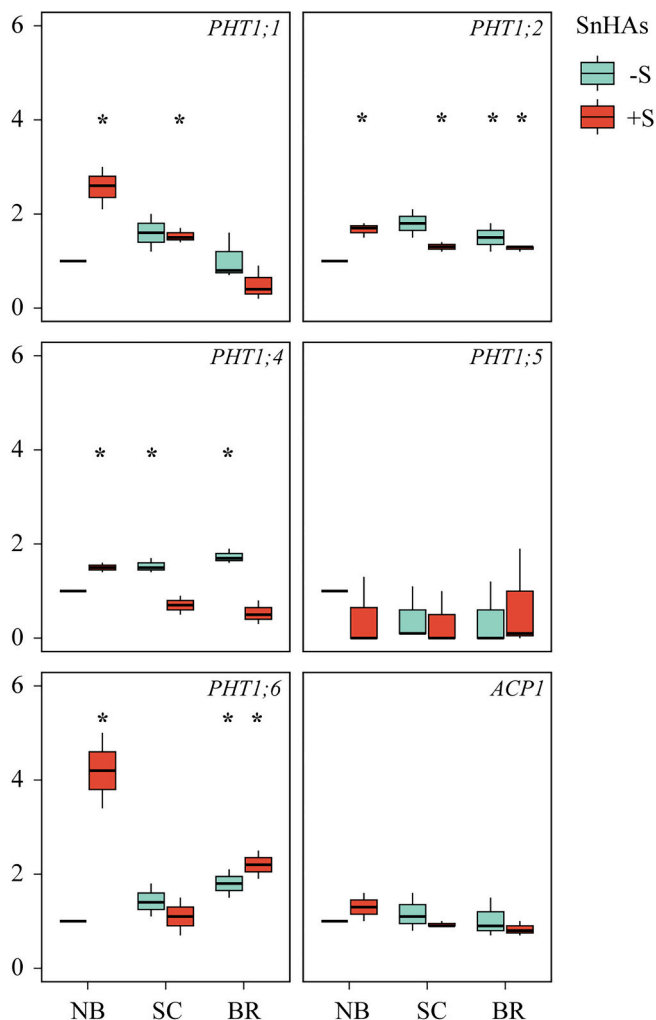 SnHAs
-S
+S
PHT1;1
6
4
2
0
* *
PHT1;2
* * * *
PHT1;4
6
4
2
0
* * *
PHT1;5
PHT1;6
6
4
2
0
* * *
ACP1
NB SC BR
NB SC BR